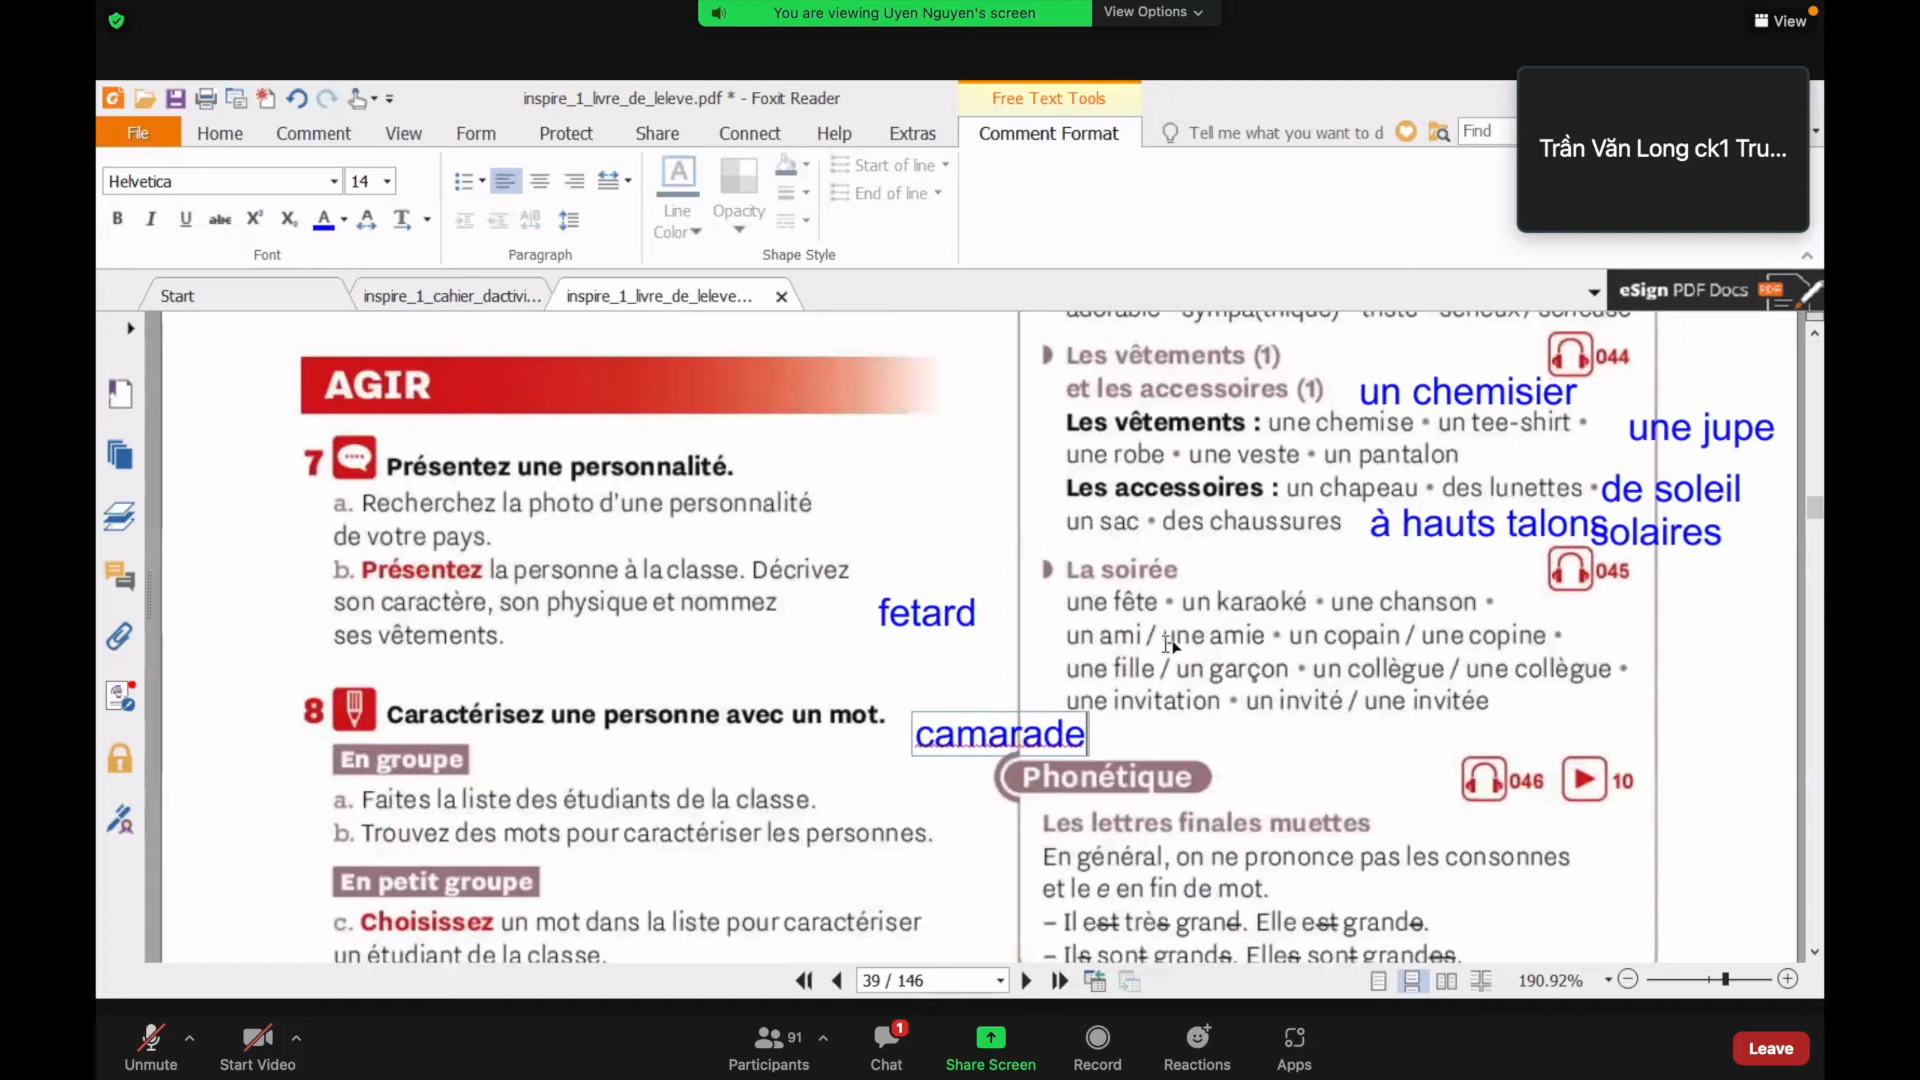 You are viewing Uyen Nguyen's screen
View Options
View
inspire_1_livre_de_leleve.pdf * - Foxit Reader
Free Text Tools
File
Home
Comment
View
Form
Protect
Share
Connect
Help
Extras
Comment Format
Tell me what you want to d
Find
Trần Văn Long ck1 Tru...
Helvetica
14
Start of line
End of line
Line
Color
Opacity
Font
Paragraph
Shape Style
Start
inspire_1_cahier_dactivi...
inspire_1_livre_de_leleve...
eSign PDF Docs
PDF
AGIR
7 Présentez une personnalité.
a. Recherchez la photo d'une personnalité
de votre pays.
b. Présentez la personne à la classe. Décrivez
son caractère, son physique et nommez
ses vêtements.
fetard
8 Caractérisez une personne avec un mot.
camarade
En groupe
a. Faites la liste des étudiants de la classe.
b. Trouvez des mots pour caractériser les personnes.
En petit groupe
c. Choisissez un mot dans la liste pour caractériser
un étudiant de la classe.
adorable • sympa(thique) • triste • sérieux / sérieuse
Les vêtements (1)
044
et les accessoires (1)
un chemisier
Les vêtements : une chemise • un tee-shirt •
une jupe
une robe • une veste • un pantalon
Les accessoires : un chapeau • des lunettes •
de soleil
un sac • des chaussures
à hauts talons
solaires
La soirée
045
une fête • un karaoké • une chanson •
un ami / une amie • un copain / une copine •
une fille / un garçon • un collègue / une collègue •
une invitation • un invité / une invitée
Phonétique
046
10
Les lettres finales muettes
En général, on ne prononce pas les consonnes
et le e en fin de mot.
– Il est très grand. Elle est grande.
– Ils sont grands. Elles sont grandes.
39 / 146
190.92%
Unmute
Start Video
Participants
91
Chat
1
Share Screen
Record
Reactions
Apps
Leave